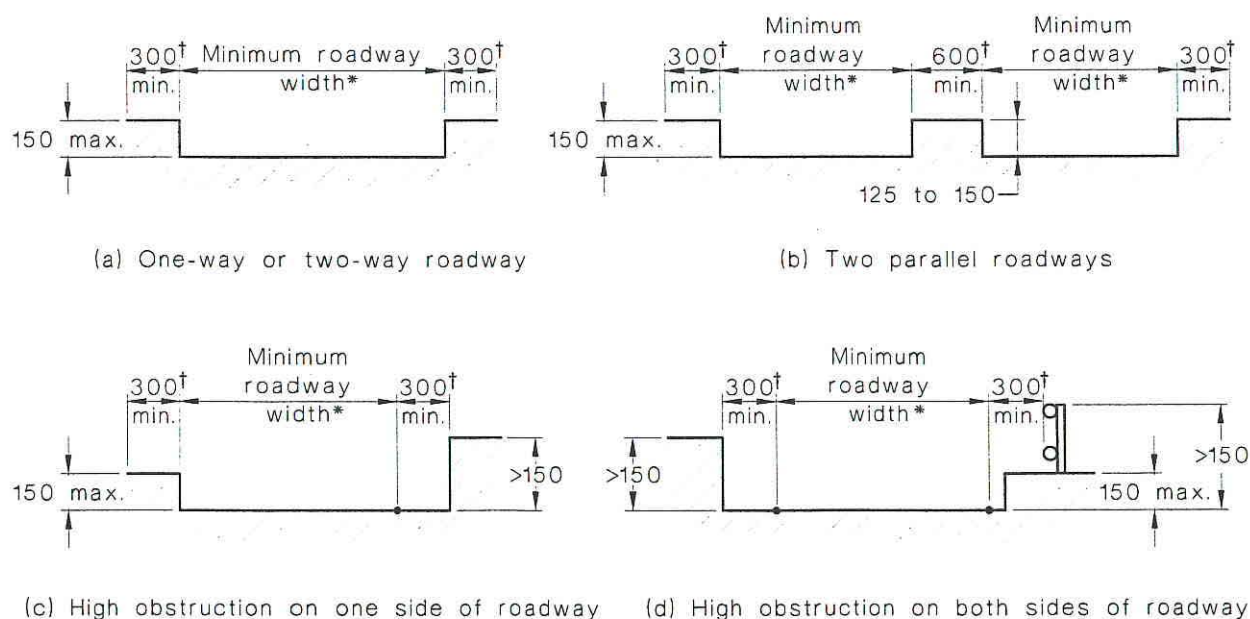 300† Minimum roadway 300†
min. width* min.
150 max.
(a) One-way or two-way roadway
Minimum Minimum
300† roadway 600† roadway 300†
min. width* min. width* min.
150 max.
125 to 150
(b) Two parallel roadways
Minimum
300† roadway 300†
min. width* min.
150 max.
>150
(c) High obstruction on one side of roadway
Minimum
300† roadway 300†
min. width* min.
>150
>150
150 max.
(d) High obstruction on both sides of roadway